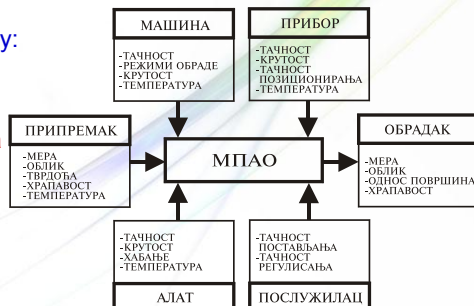 у:
МАШИНА
-ТАЧНОСТ
-РЕЖИМИ ОБРАДЕ
-КРУТОСТ
-ТЕМПЕРАТУРА
ПРИБОР
-ТАЧНОСТ
-КРУТОСТ
-ТАЧНОСТ
ПОЗИЦИОНИРАЊА
-ТЕМПЕРАТУРА
ПРИПРЕМАК
-МЕРА
-ОБЛИК
-ТВРДОЋА
-ХРАПАВОСТ
-ТЕМПЕРАТУРА
МПАО
ОБРАДАК
-МЕРА
-ОБЛИК
-ОДНОС ПОВРШИНА
-ХРАПАВОСТ
-ТАЧНОСТ
-КРУТОСТ
-ХАБАЊЕ
-ТЕМПЕРАТУРА
АЛАТ
-ТАЧНОСТ
ПОСТАВЉАЊА
-ТАЧНОСТ
РЕГУЛИСАЊА
ПОСЛУЖИЛАЦ